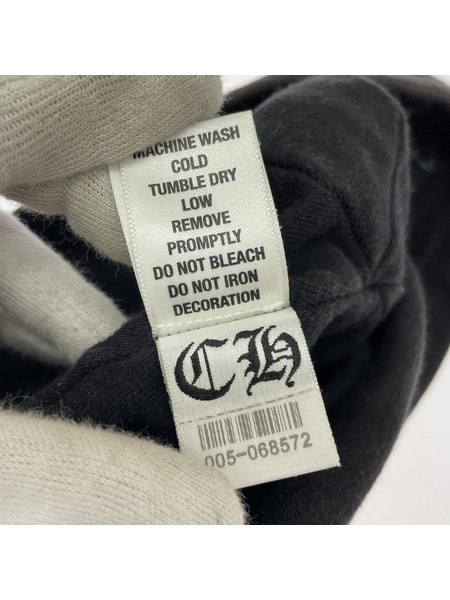 MACHINE WASH
COLD
TUMBLE DRY
LOW
REMOVE
PROMPTLY
DO NOT BLEACH
DO NOT IRON
DECORATION
CH
005-068572